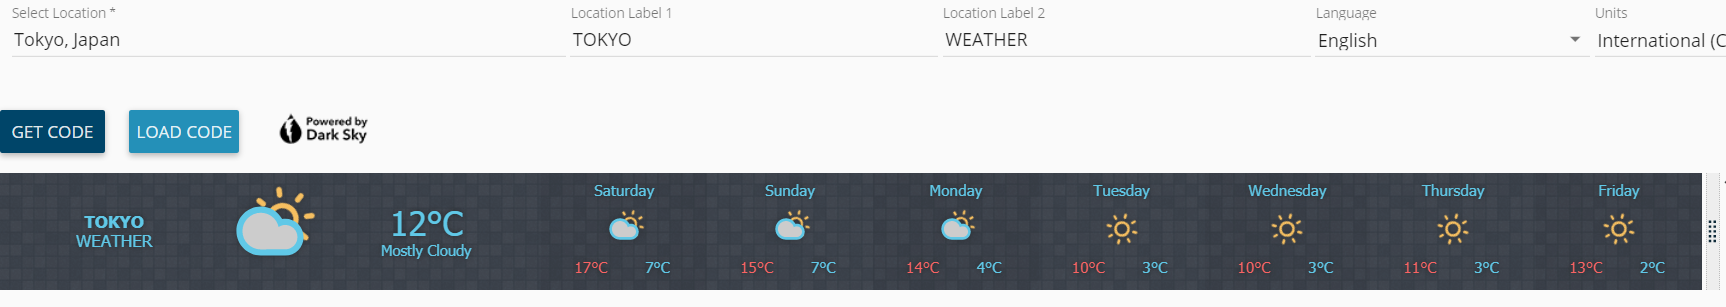 Select Location *
Location Label 1
Location Label 2
Language
Units
Tokyo, Japan
TOKYO
WEATHER
English
International (C
GET CODE
LOAD CODE
Powered by
Dark Sky
TOKYO
WEATHER
12°C
Mostly Cloudy
Saturday
17°C 7°C
Sunday
15°C 7°C
Monday
14°C 4°C
Tuesday
10°C 3°C
Wednesday
10°C 3°C
Thursday
11°C 3°C
Friday
13°C 2°C